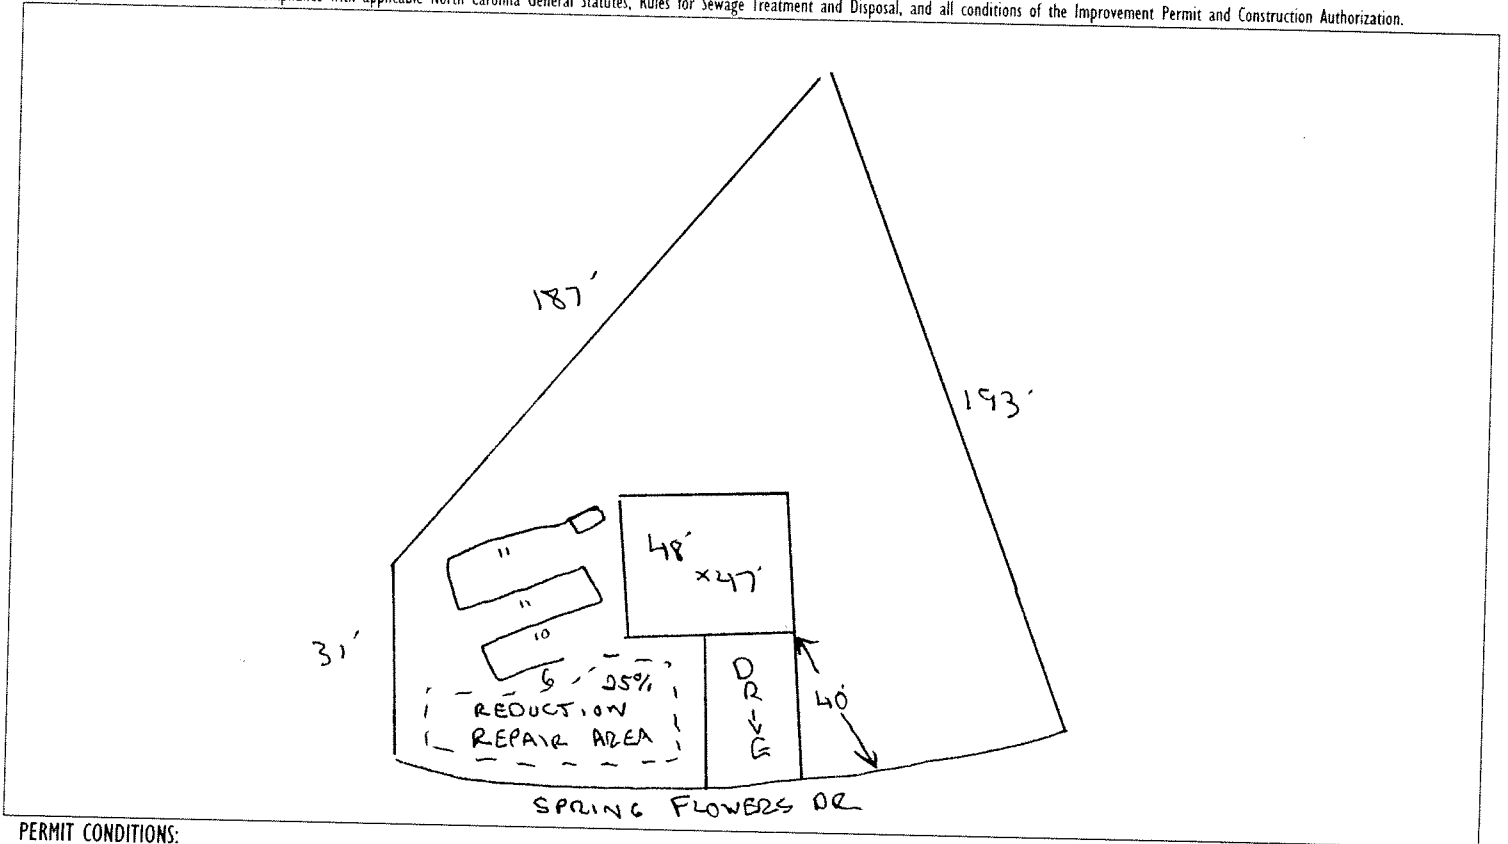 applicable North Carolina General Statutes, Rules for Sewage Treatment and Disposal, and all conditions of the Improvement Permit and Construction Authorization.
187'
193'
11
48'
x47'
11
10
31'
6
25%
REDUCTION
REPAIR AREA
DRIVE
40'
SPRING FLOWERS DR
PERMIT CONDITIONS: